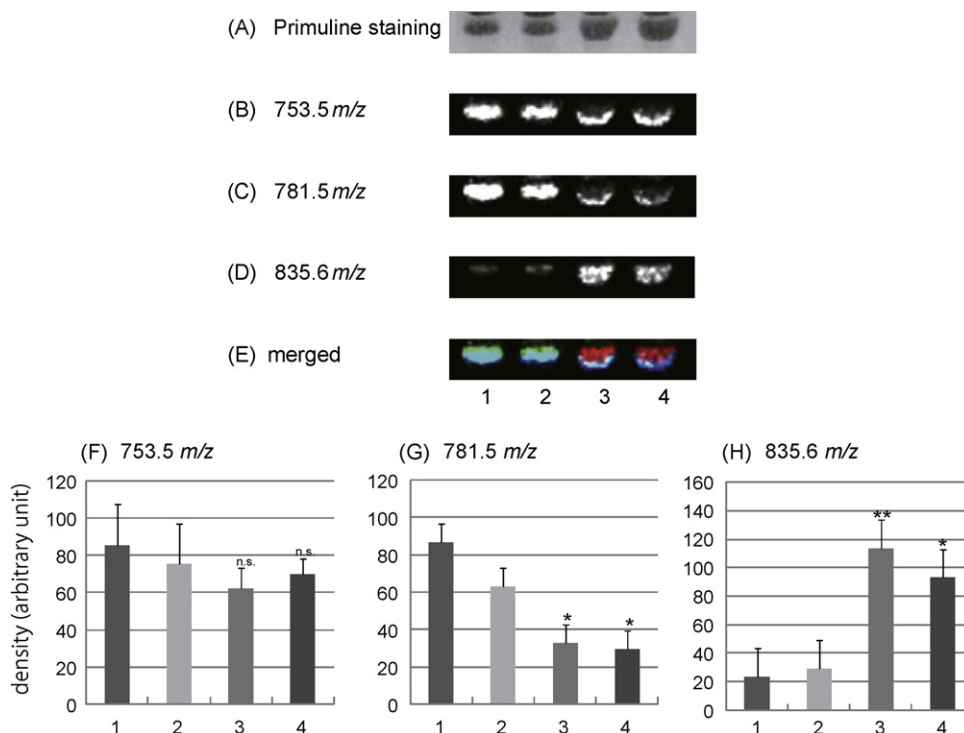 (A) Primuline staining
(B) 753.5 m/z
(C) 781.5 m/z
(D) 835.6 m/z
(E) merged
1 2 3 4
(F) 753.5 m/z
density (arbitrary unit)
120
100
80
60
40
20
0
n.s.
n.s.
1 2 3 4
(G) 781.5 m/z
120
100
80
60
40
20
0
*
*
1 2 3 4
(H) 835.6 m/z
160
140
120
100
80
60
40
20
0
**
*
1 2 3 4